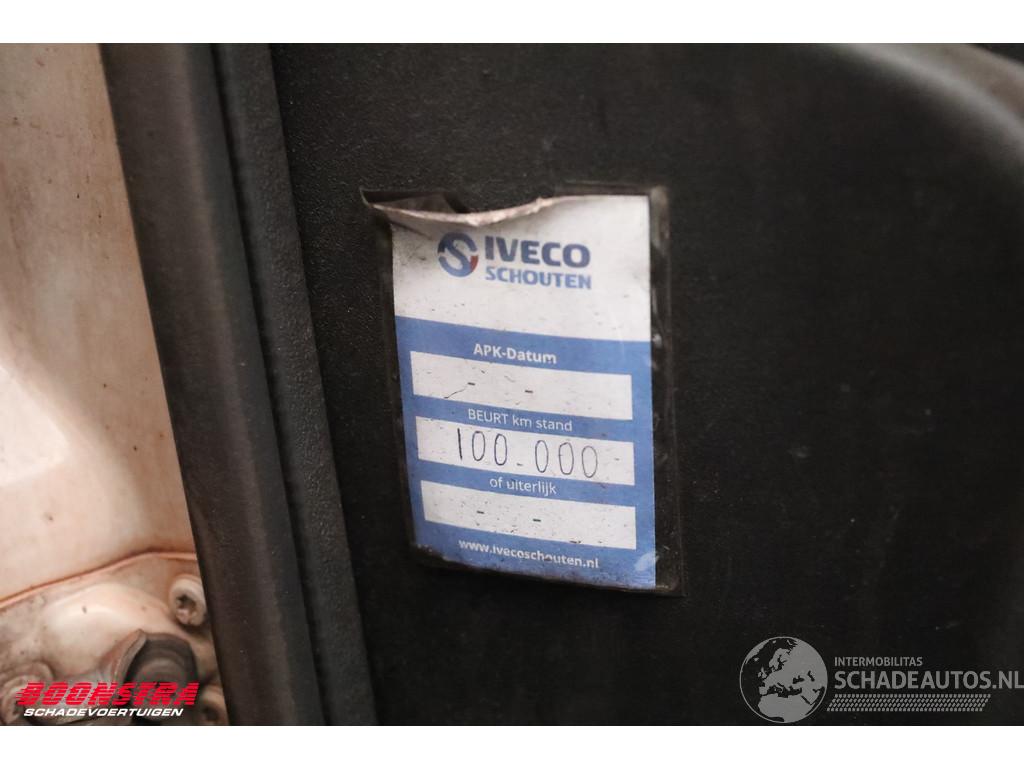 IVECO
SCHOUTEN
APK-Datum
- -
BEURT km stand
100.000
of uiterlijk
- -
www.ivecoschouten.nl
BOONSTRA
SCHADEVOERTUIGEN
INTERMOBILITAS
SCHADEAUTOS.NL